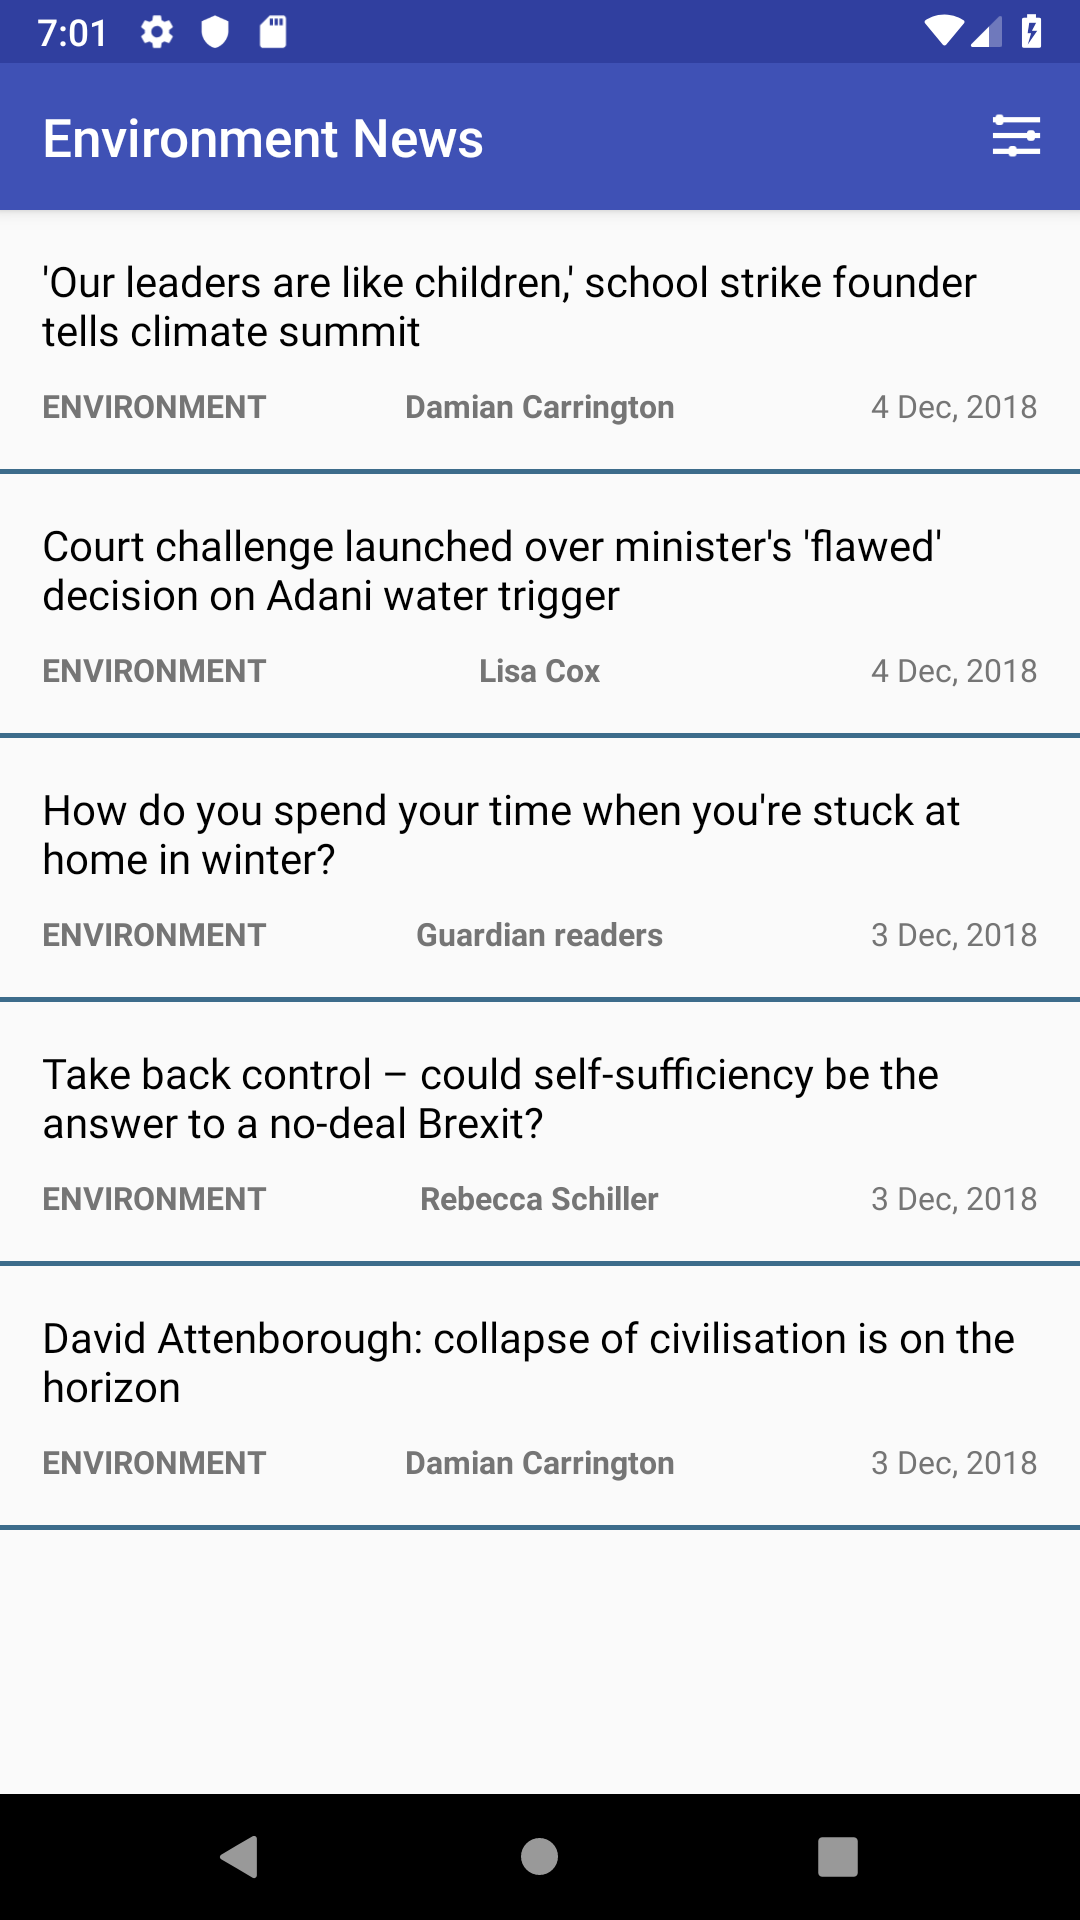 7:01
Environment News
'Our leaders are like children,' school strike founder
tells climate summit
ENVIRONMENT Damian Carrington 4 Dec, 2018
Court challenge launched over minister's 'flawed'
decision on Adani water trigger
ENVIRONMENT Lisa Cox 4 Dec, 2018
How do you spend your time when you're stuck at
home in winter?
ENVIRONMENT Guardian readers 3 Dec, 2018
Take back control – could self-sufficiency be the
answer to a no-deal Brexit?
ENVIRONMENT Rebecca Schiller 3 Dec, 2018
David Attenborough: collapse of civilisation is on the
horizon
ENVIRONMENT Damian Carrington 3 Dec, 2018